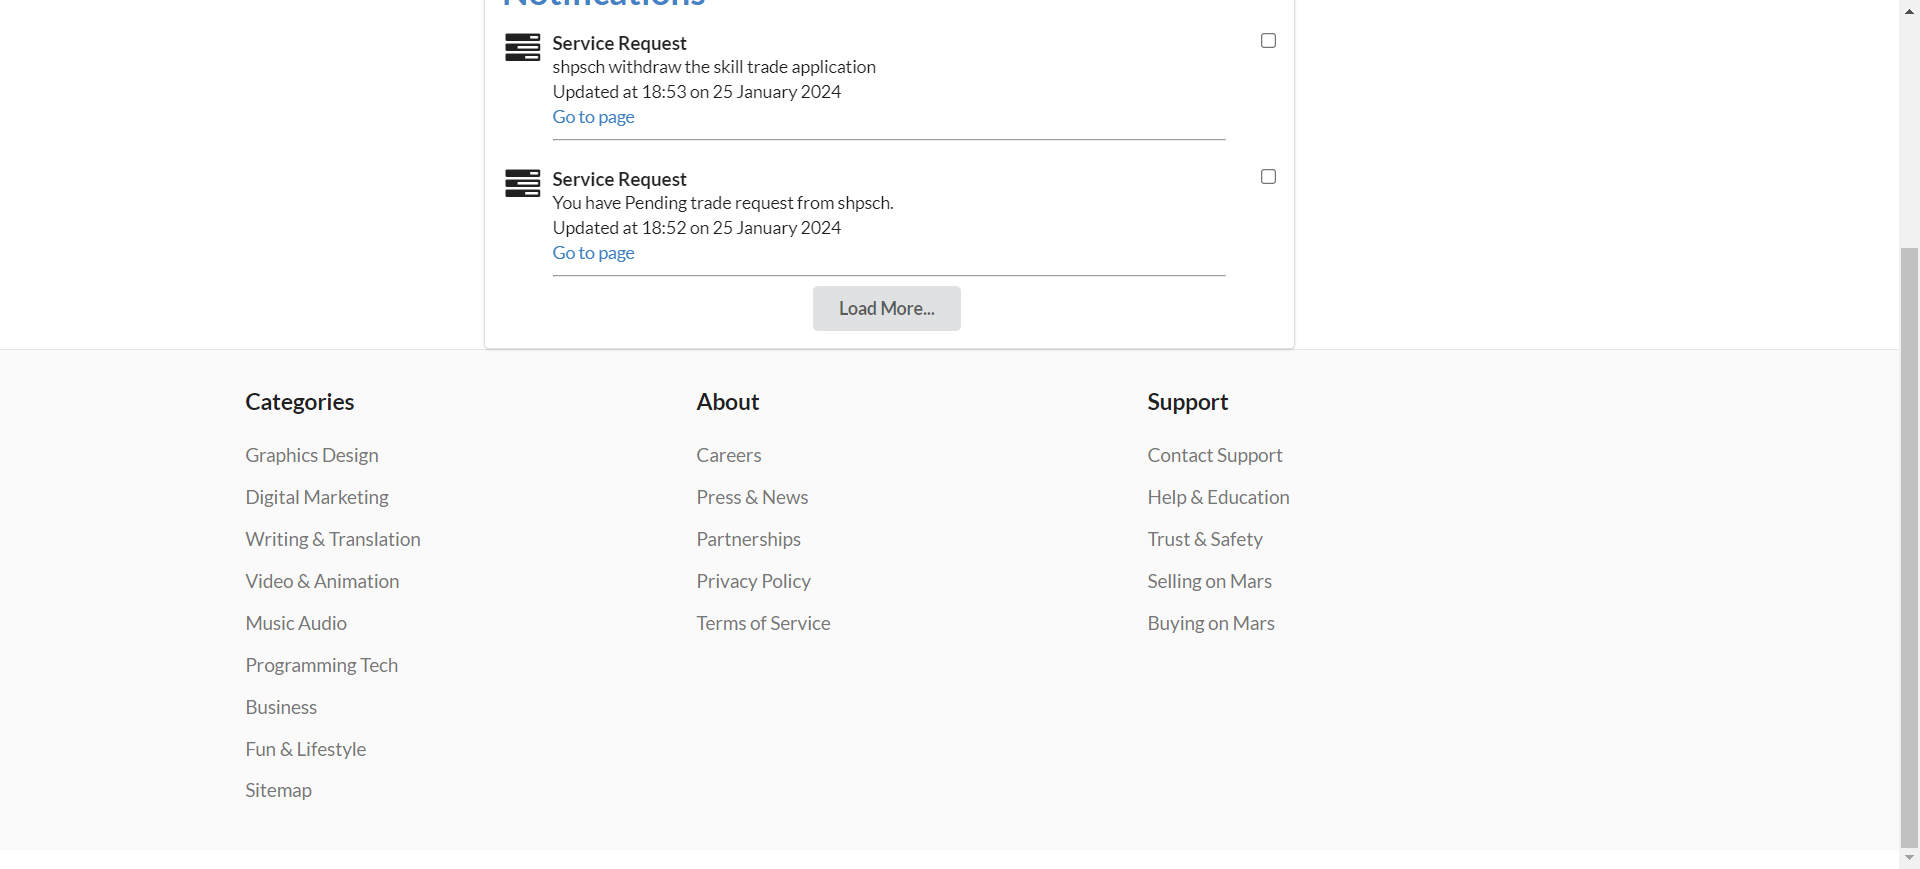 Notifications
Service Request
shpsch withdraw the skill trade application
Updated at 18:53 on 25 January 2024
Go to page
Service Request
You have Pending trade request from shpsch.
Updated at 18:52 on 25 January 2024
Go to page
Load More...
Categories
Graphics Design
Digital Marketing
Writing & Translation
Video & Animation
Music Audio
Programming Tech
Business
Fun & Lifestyle
Sitemap
About
Careers
Press & News
Partnerships
Privacy Policy
Terms of Service
Support
Contact Support
Help & Education
Trust & Safety
Selling on Mars
Buying on Mars